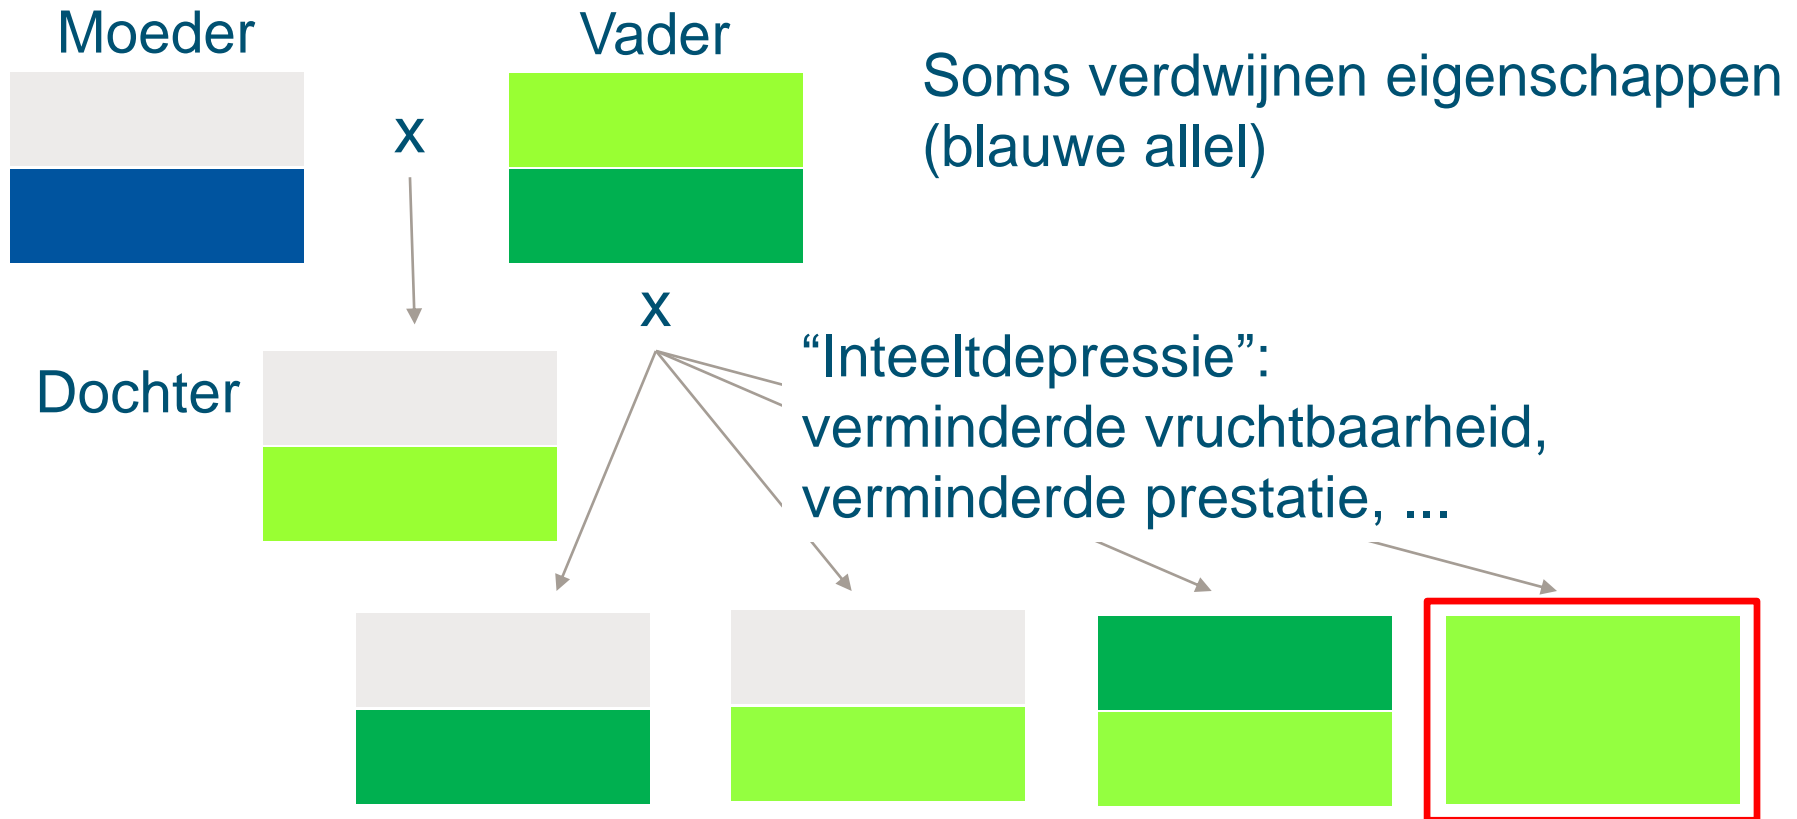 Moeder
Vader
x
Soms verdwijnen eigenschappen
(blauwe allel)
x
Dochter
“Inteeltdepressie”:
verminderde vruchtbaarheid,
verminderde prestatie, ...